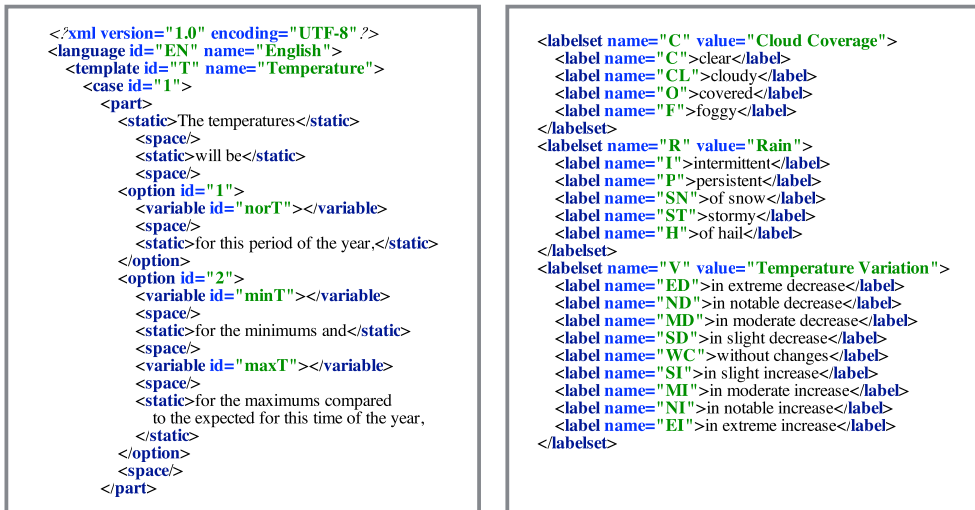 <?xml version="1.0" encoding="UTF-8"?>
<language id="EN" name="English">
<template id="T" name="Temperature">
<case id="1">
<part>
<static>The temperatures</static>
<space/>
<static>will be</static>
<space/>
<option id="1">
<variable id="norT"></variable>
<space/>
<static>for this period of the year,</static>
</option>
<option id="2">
<variable id="minT"></variable>
<space/>
<static>for the minimums and</static>
<space/>
<variable id="maxT"></variable>
<space/>
<static>for the maximums compared
to the expected for this time of the year,
</static>
</option>
<space/>
</part>
<labelset name="C" value="Cloud Coverage">
<label name="C">clear</label>
<label name="CL">cloudy</label>
<label name="O">covered</label>
<label name="F">foggy</label>
</labelset>
<labelset name="R" value="Rain">
<label name="I">intermittent</label>
<label name="P">persistent</label>
<label name="SN">of snow</label>
<label name="ST">stormy</label>
<label name="H">of hail</label>
</labelset>
<labelset name="V" value="Temperature Variation">
<label name="ED">in extreme decrease</label>
<label name="ND">in notable decrease</label>
<label name="MD">in moderate decrease</label>
<label name="SD">in slight decrease</label>
<label name="WC">without changes</label>
<label name="SI">in slight increase</label>
<label name="MI">in moderate increase</label>
<label name="NI">in notable increase</label>
<label name="EI">in extreme increase</label>
</labelset>